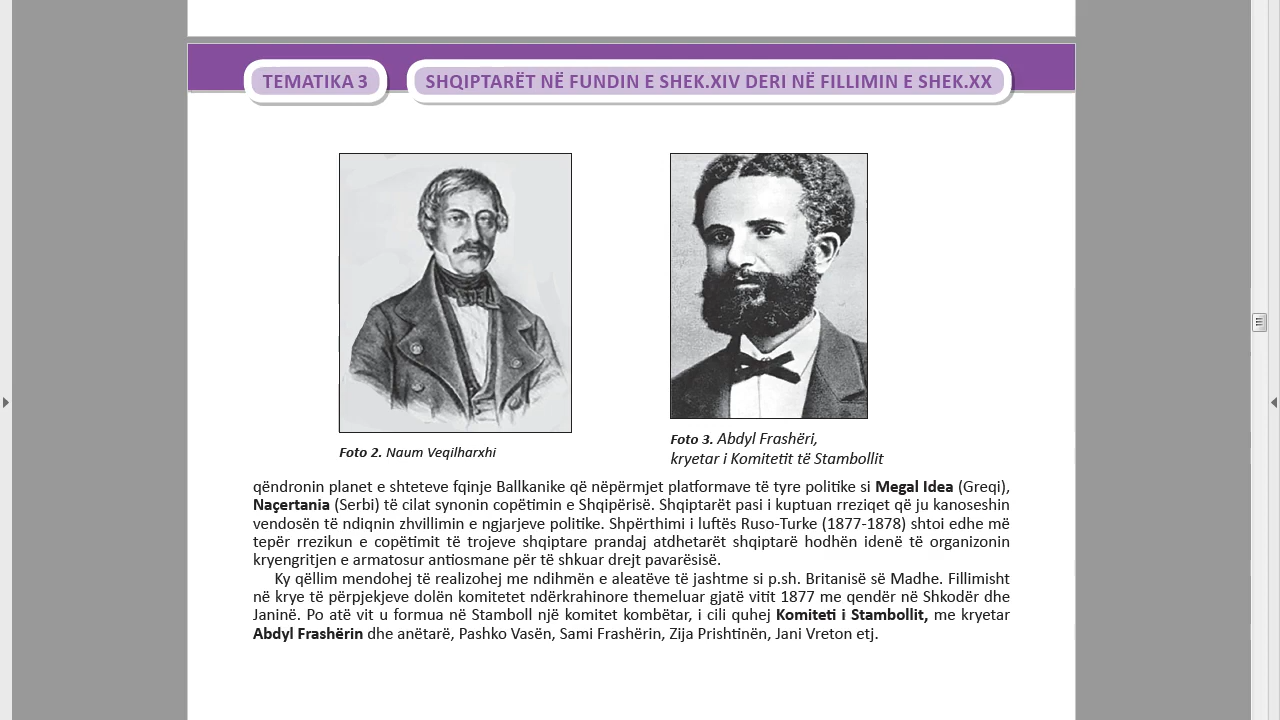 TEMATIKA 3
SHQIPTARËT NË FUNDIN E SHEK.XIV DERI NË FILLIMIN E SHEK.XX
Foto 2. Naum Veqilharxhi
Foto 3. Abdyl Frashëri,
kryetar i Komitetit të Stambollit
qëndronin planet e shteteve fqinje Ballkanike që nëpërmjet platformave të tyre politike si Megal Idea (Greqi),
Naçertania (Serbi) të cilat synonin copëtimin e Shqipërisë. Shqiptarët pasi i kuptuan rreziqet që ju kanoseshin
vendosën të ndiqnin zhvillimin e ngjarjeve politike. Shpërthimi i luftës Ruso-Turke (1877-1878) shtoi edhe më
tepër rrezikun e copëtimit të trojeve shqiptare prandaj atdhetarët shqiptarë hodhën idenë të organizonin
kryengritjen e armatosur antiosmane për të shkuar drejt pavarësisë.
Ky qëllim mendohej të realizohej me ndihmën e aleatëve të jashtme si p.sh. Britanisë së Madhe. Fillimisht
në krye të përpjekjeve dolën komitetet ndërkrahinore themeluar gjatë vitit 1877 me qendër në Shkodër dhe
Janinë. Po atë vit u formua në Stamboll një komitet kombëtar, i cili quhej Komiteti i Stambollit, me kryetar
Abdyl Frashërin dhe anëtarë, Pashko Vasën, Sami Frashërin, Zija Prishtinën, Jani Vreton etj.